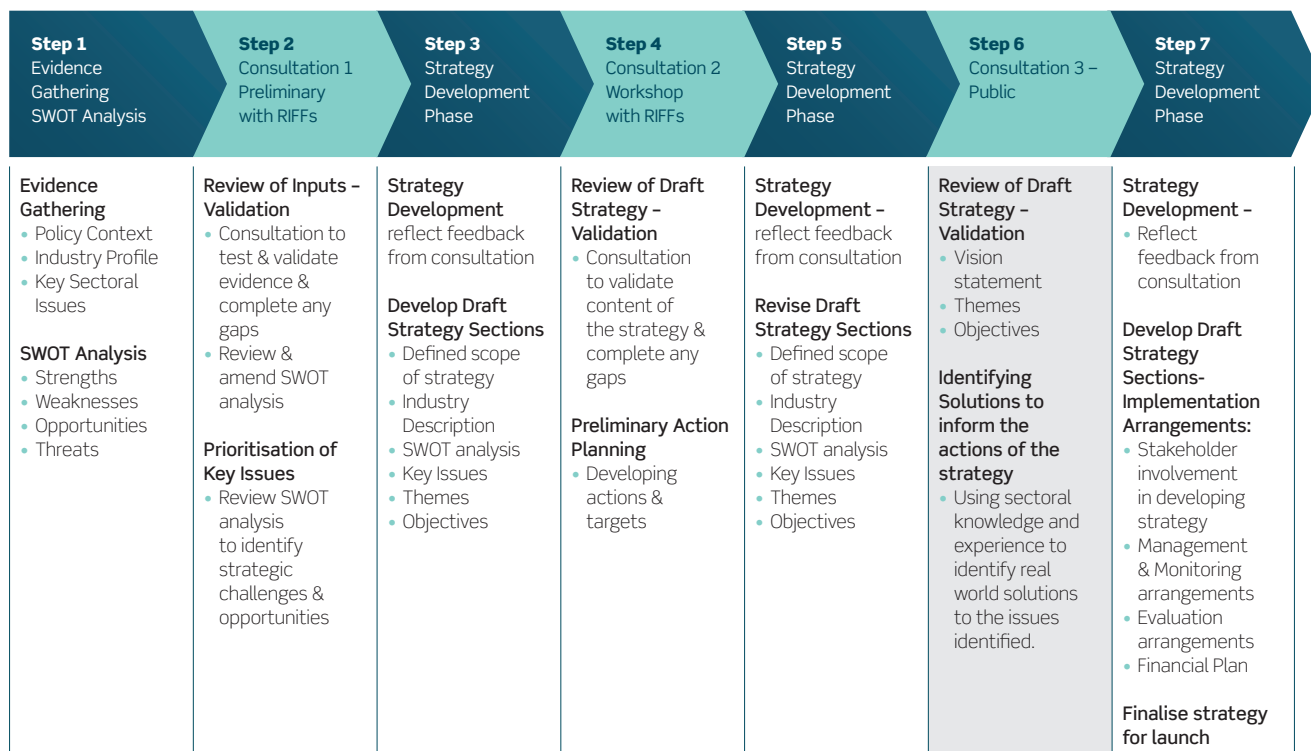 Step 1
Evidence
Gathering
SWOT Analysis
Step 2
Consultation 1
Preliminary
with RIFFs
Step 3
Strategy
Development
Phase
Step 4
Consultation 2
Workshop
with RIFFs
Step 5
Strategy
Development
Phase
Step 6
Consultation 3 –
Public
Step 7
Strategy
Development
Phase
Evidence
Gathering
• Policy Context
• Industry Profile
• Key Sectoral
Issues
SWOT Analysis
• Strengths
• Weaknesses
• Opportunities
• Threats
Review of Inputs –
Validation
• Consultation to
test & validate
evidence &
complete any
gaps
• Review &
amend SWOT
analysis
Prioritisation of
Key Issues
• Review SWOT
analysis
to identify
strategic
challenges &
opportunities
Strategy
Development
reflect feedback
from consultation
Develop Draft
Strategy Sections
• Defined scope
of strategy
• Industry
Description
• SWOT analysis
• Key Issues
• Themes
• Objectives
Review of Draft
Strategy –
Validation
• Consultation
to validate
content of
the strategy &
complete any
gaps
Preliminary Action
Planning
• Developing
actions &
targets
Strategy
Development –
reflect feedback
from consultation
Revise Draft
Strategy Sections
• Defined scope
of strategy
• Industry
Description
• SWOT analysis
• Key Issues
• Themes
• Objectives
Review of Draft
Strategy –
Validation
• Vision
statement
• Themes
• Objectives
Identifying
Solutions to
inform the
actions of the
strategy
• Using sectoral
knowledge and
experience to
identify real
world solutions
to the issues
identified.
Strategy
Development –
• Reflect
feedback from
consultation
Develop Draft
Strategy
Sections-
Implementation
Arrangements:
• Stakeholder
involvement
in developing
strategy
• Management
& Monitoring
arrangements
• Evaluation
arrangements
• Financial Plan
Finalise strategy
for launch